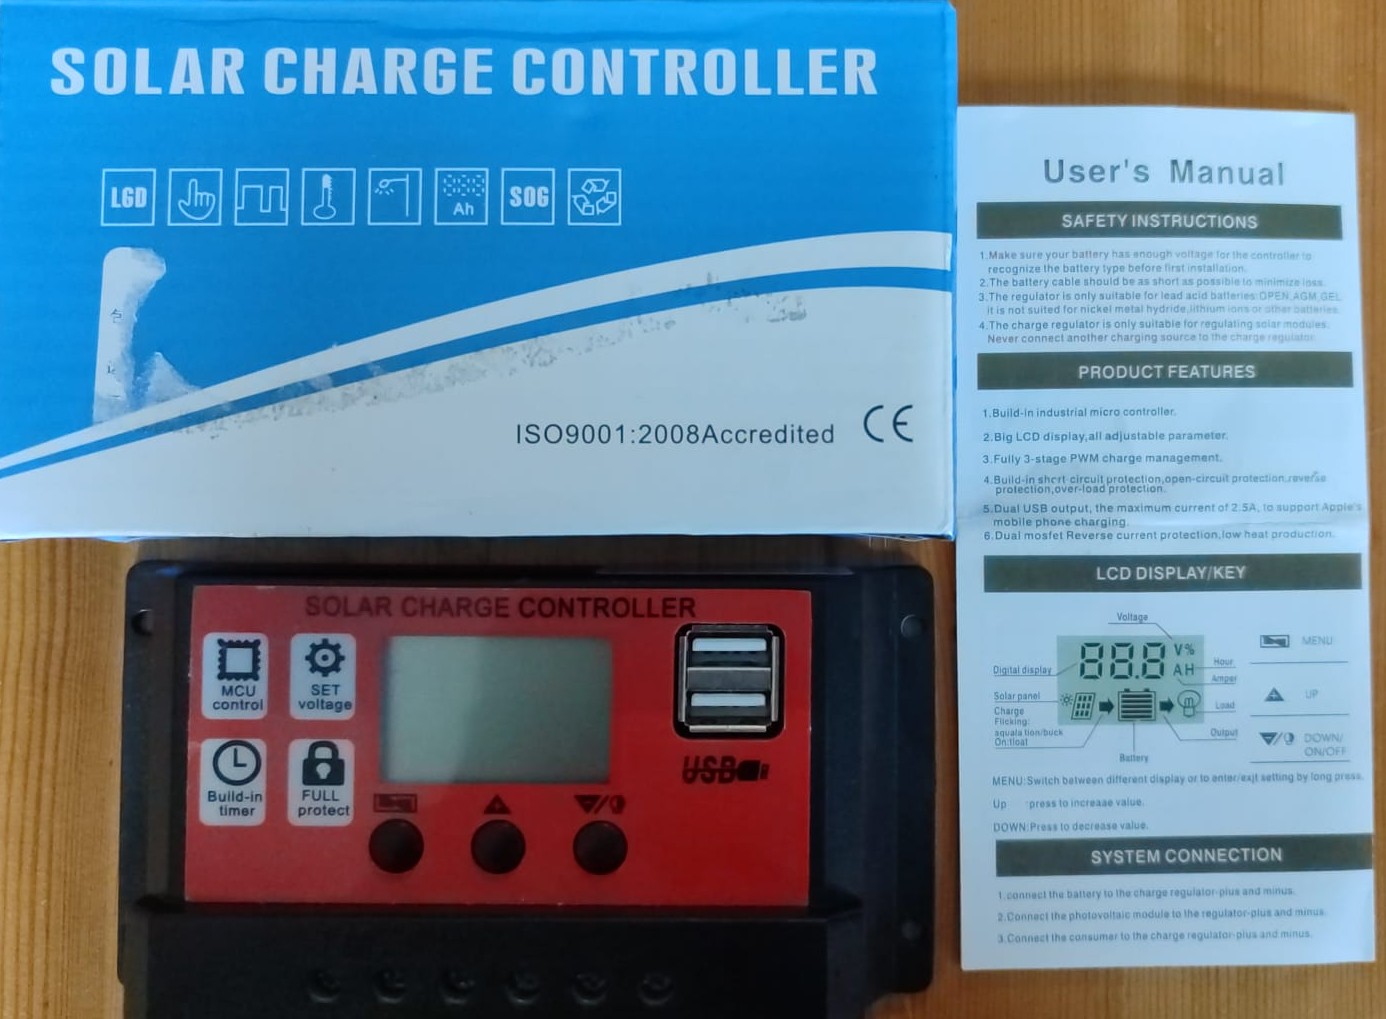 SOLAR CHARGE CONTROLLER
LGD
Ah
SOG
ISO9001:2008Accredited
CE
SOLAR CHARGE CONTROLLER
MCU
control
SET
voltage
Build-in
timer
FULL
protect
USB
User's Manual
SAFETY INSTRUCTIONS
1.Make sure your battery has enough voltage for the controller to
recognize the battery type before first installation.
2.The battery cable should be as short as possible to minimize loss.
3.The regulator is only suitable for lead acid batteries:OPEN,AGM,GEL
it is not suited for nickel metal hydride,lithium ions or other batteries.
4.The charge regulator is only suitable for regulating solar modules.
Never connect another charging source to the charge regulator.
PRODUCT FEATURES
1.Build-in industrial micro controller.
2.Big LCD display,all adjustable parameter.
3.Fully 3-stage PWM charge management.
4.Build-in short circuit protection,open-circuit protection,reverse
protection,over-load protection.
5.Dual USB output, the maximum current of 2.5A, to support Apple's
mobile phone charging.
6.Dual mosfet Reverse current protection,low heat production.
LCD DISPLAY/KEY
Voltage
Digital display
88.8
V%
AH
Hour
Amper
Solar panel
Charge
Flicking:
squala tion/buck
On:float
Load
Output
Battery
MENU
UP
DOWN/
ON/OFF
MENU:Switch between different display or to enter/exjt setting by long press.
Up :press to increaae value.
DOWN:Press to decrease value.
SYSTEM CONNECTION
1.connect the battery to the charge regulator-plus and minus.
2.Connect the photovoltaic module to the regulator-plus and minus.
3.Connect the consumer to the charge regulator-plus and minus.